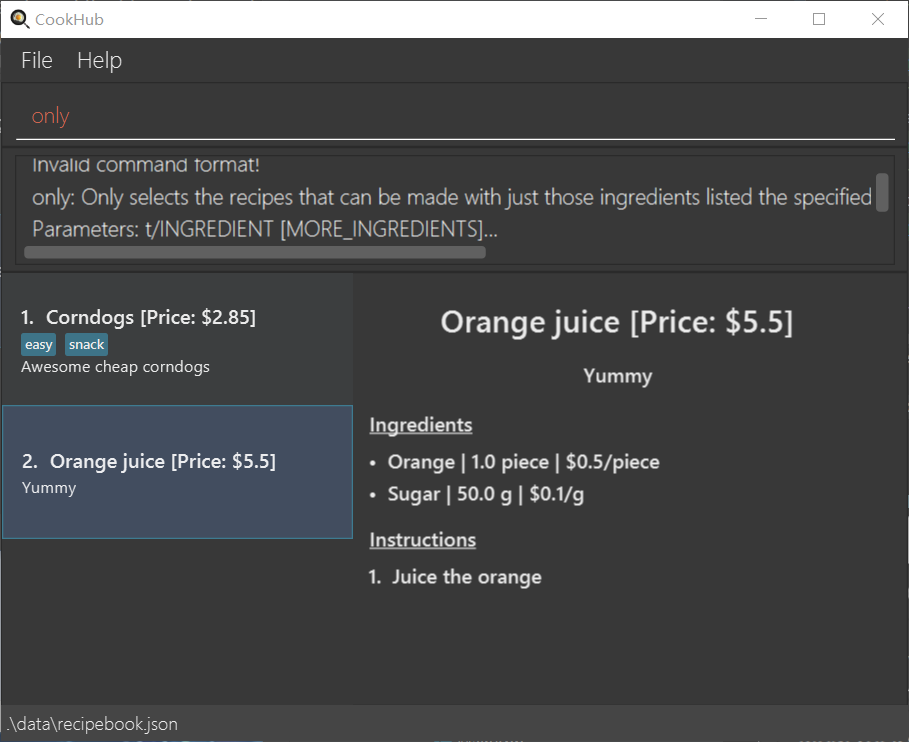 CookHub
File Help
only
Invalid command format!
only: Only selects the recipes that can be made with just those ingredients listed the specified
Parameters: t/INGREDIENT [MORE_INGREDIENTS]...
1. Corndogs [Price: $2.85]
easy snack
Awesome cheap corndogs
2. Orange juice [Price: $5.5]
Yummy
Orange juice [Price: $5.5]
Yummy
Ingredients
• Orange | 1.0 piece | $0.5/piece
• Sugar | 50.0 g | $0.1/g
Instructions
1. Juice the orange
.\data\recipebook.json